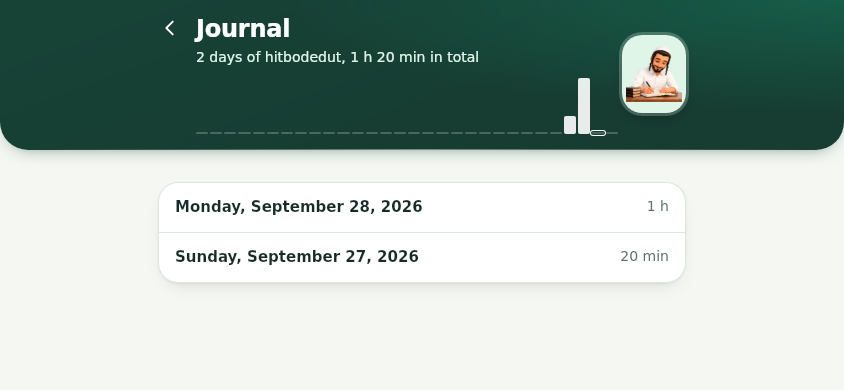 Journal
2 days of hitbodedut, 1 h 20 min in total
Monday, September 28, 2026 1 h
Sunday, September 27, 2026 20 min